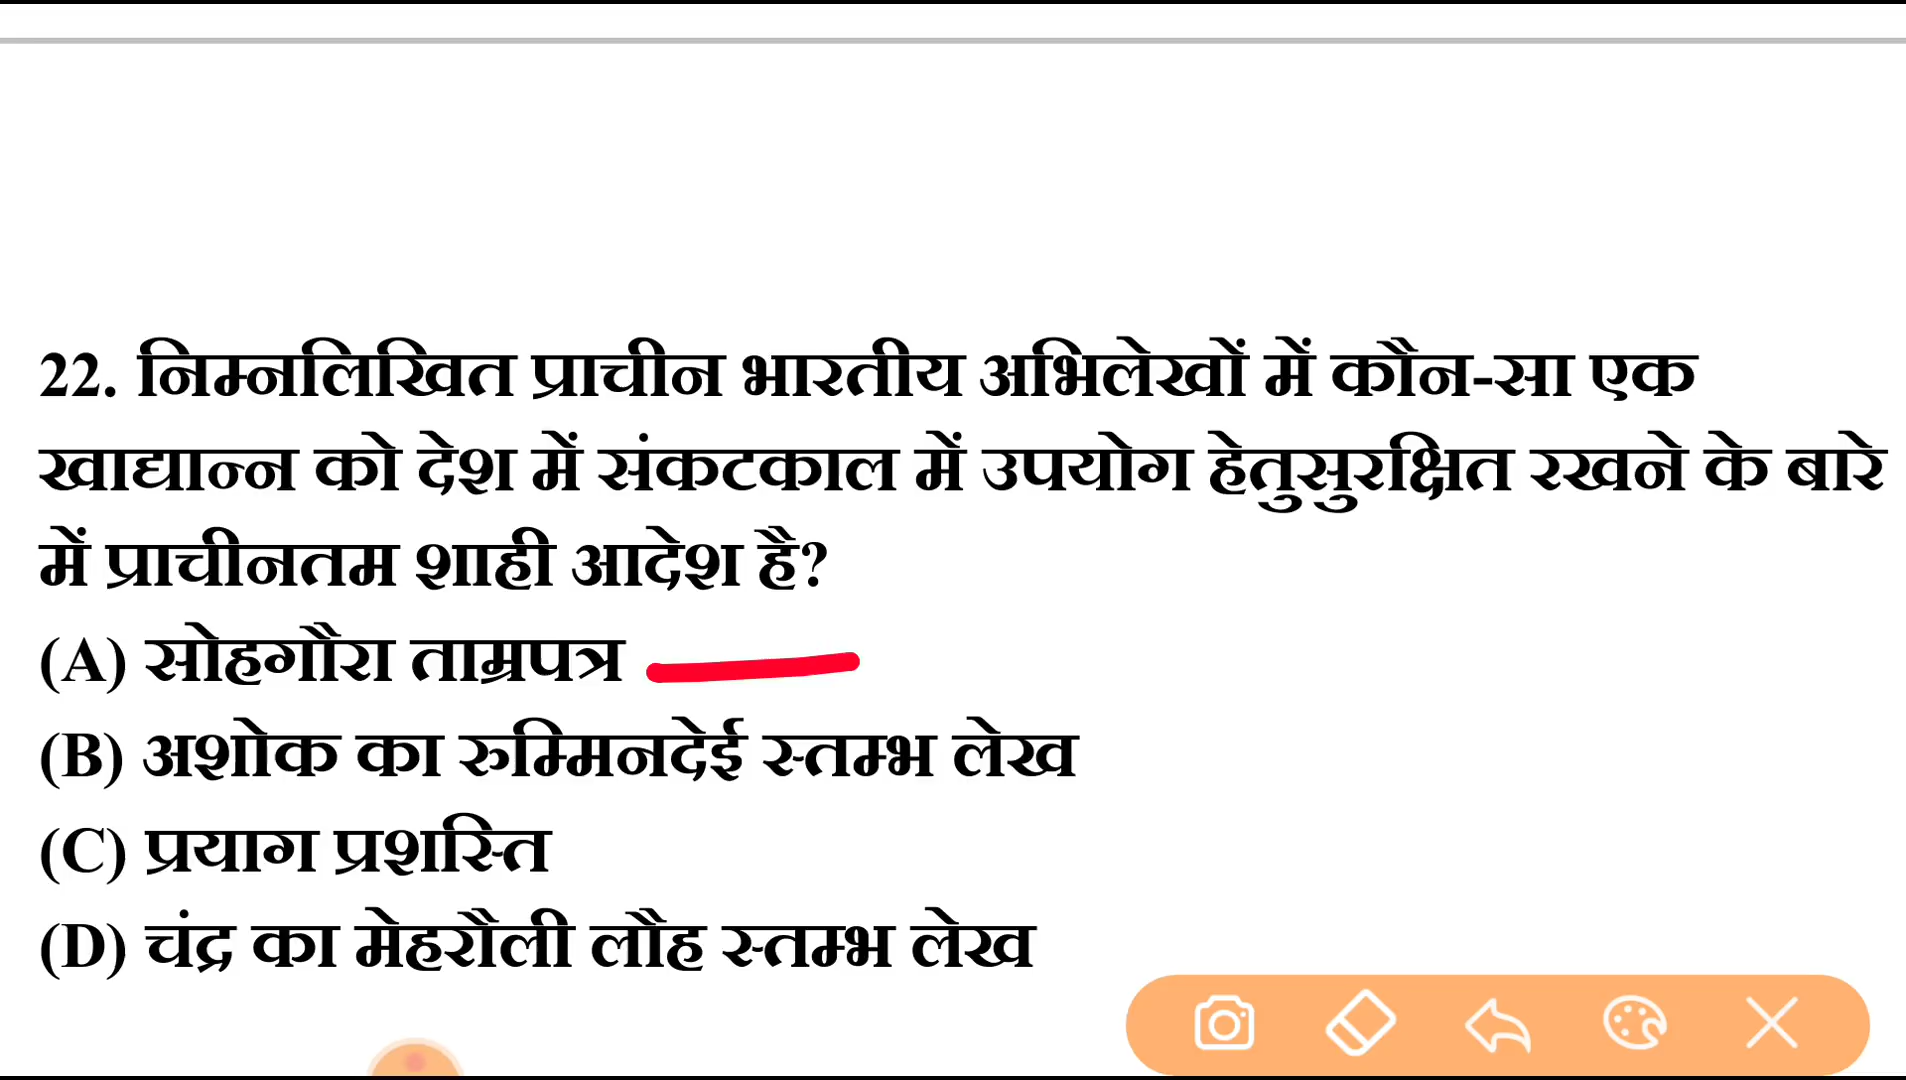 22. निम्नलिखित प्राचीन भारतीय अभिलेखों में कौन-सा एक
खाद्यान्न को देश में संकटकाल में उपयोग हेतुसुरक्षित रखने के बारे
में प्राचीनतम शाही आदेश है?
(A) सोहगौरा ताम्रपत्र
(B) अशोक का रुम्मिनदेई स्तम्भ लेख
(C) प्रयाग प्रशस्ति
(D) चंद्र का मेहरौली लौह स्तम्भ लेख